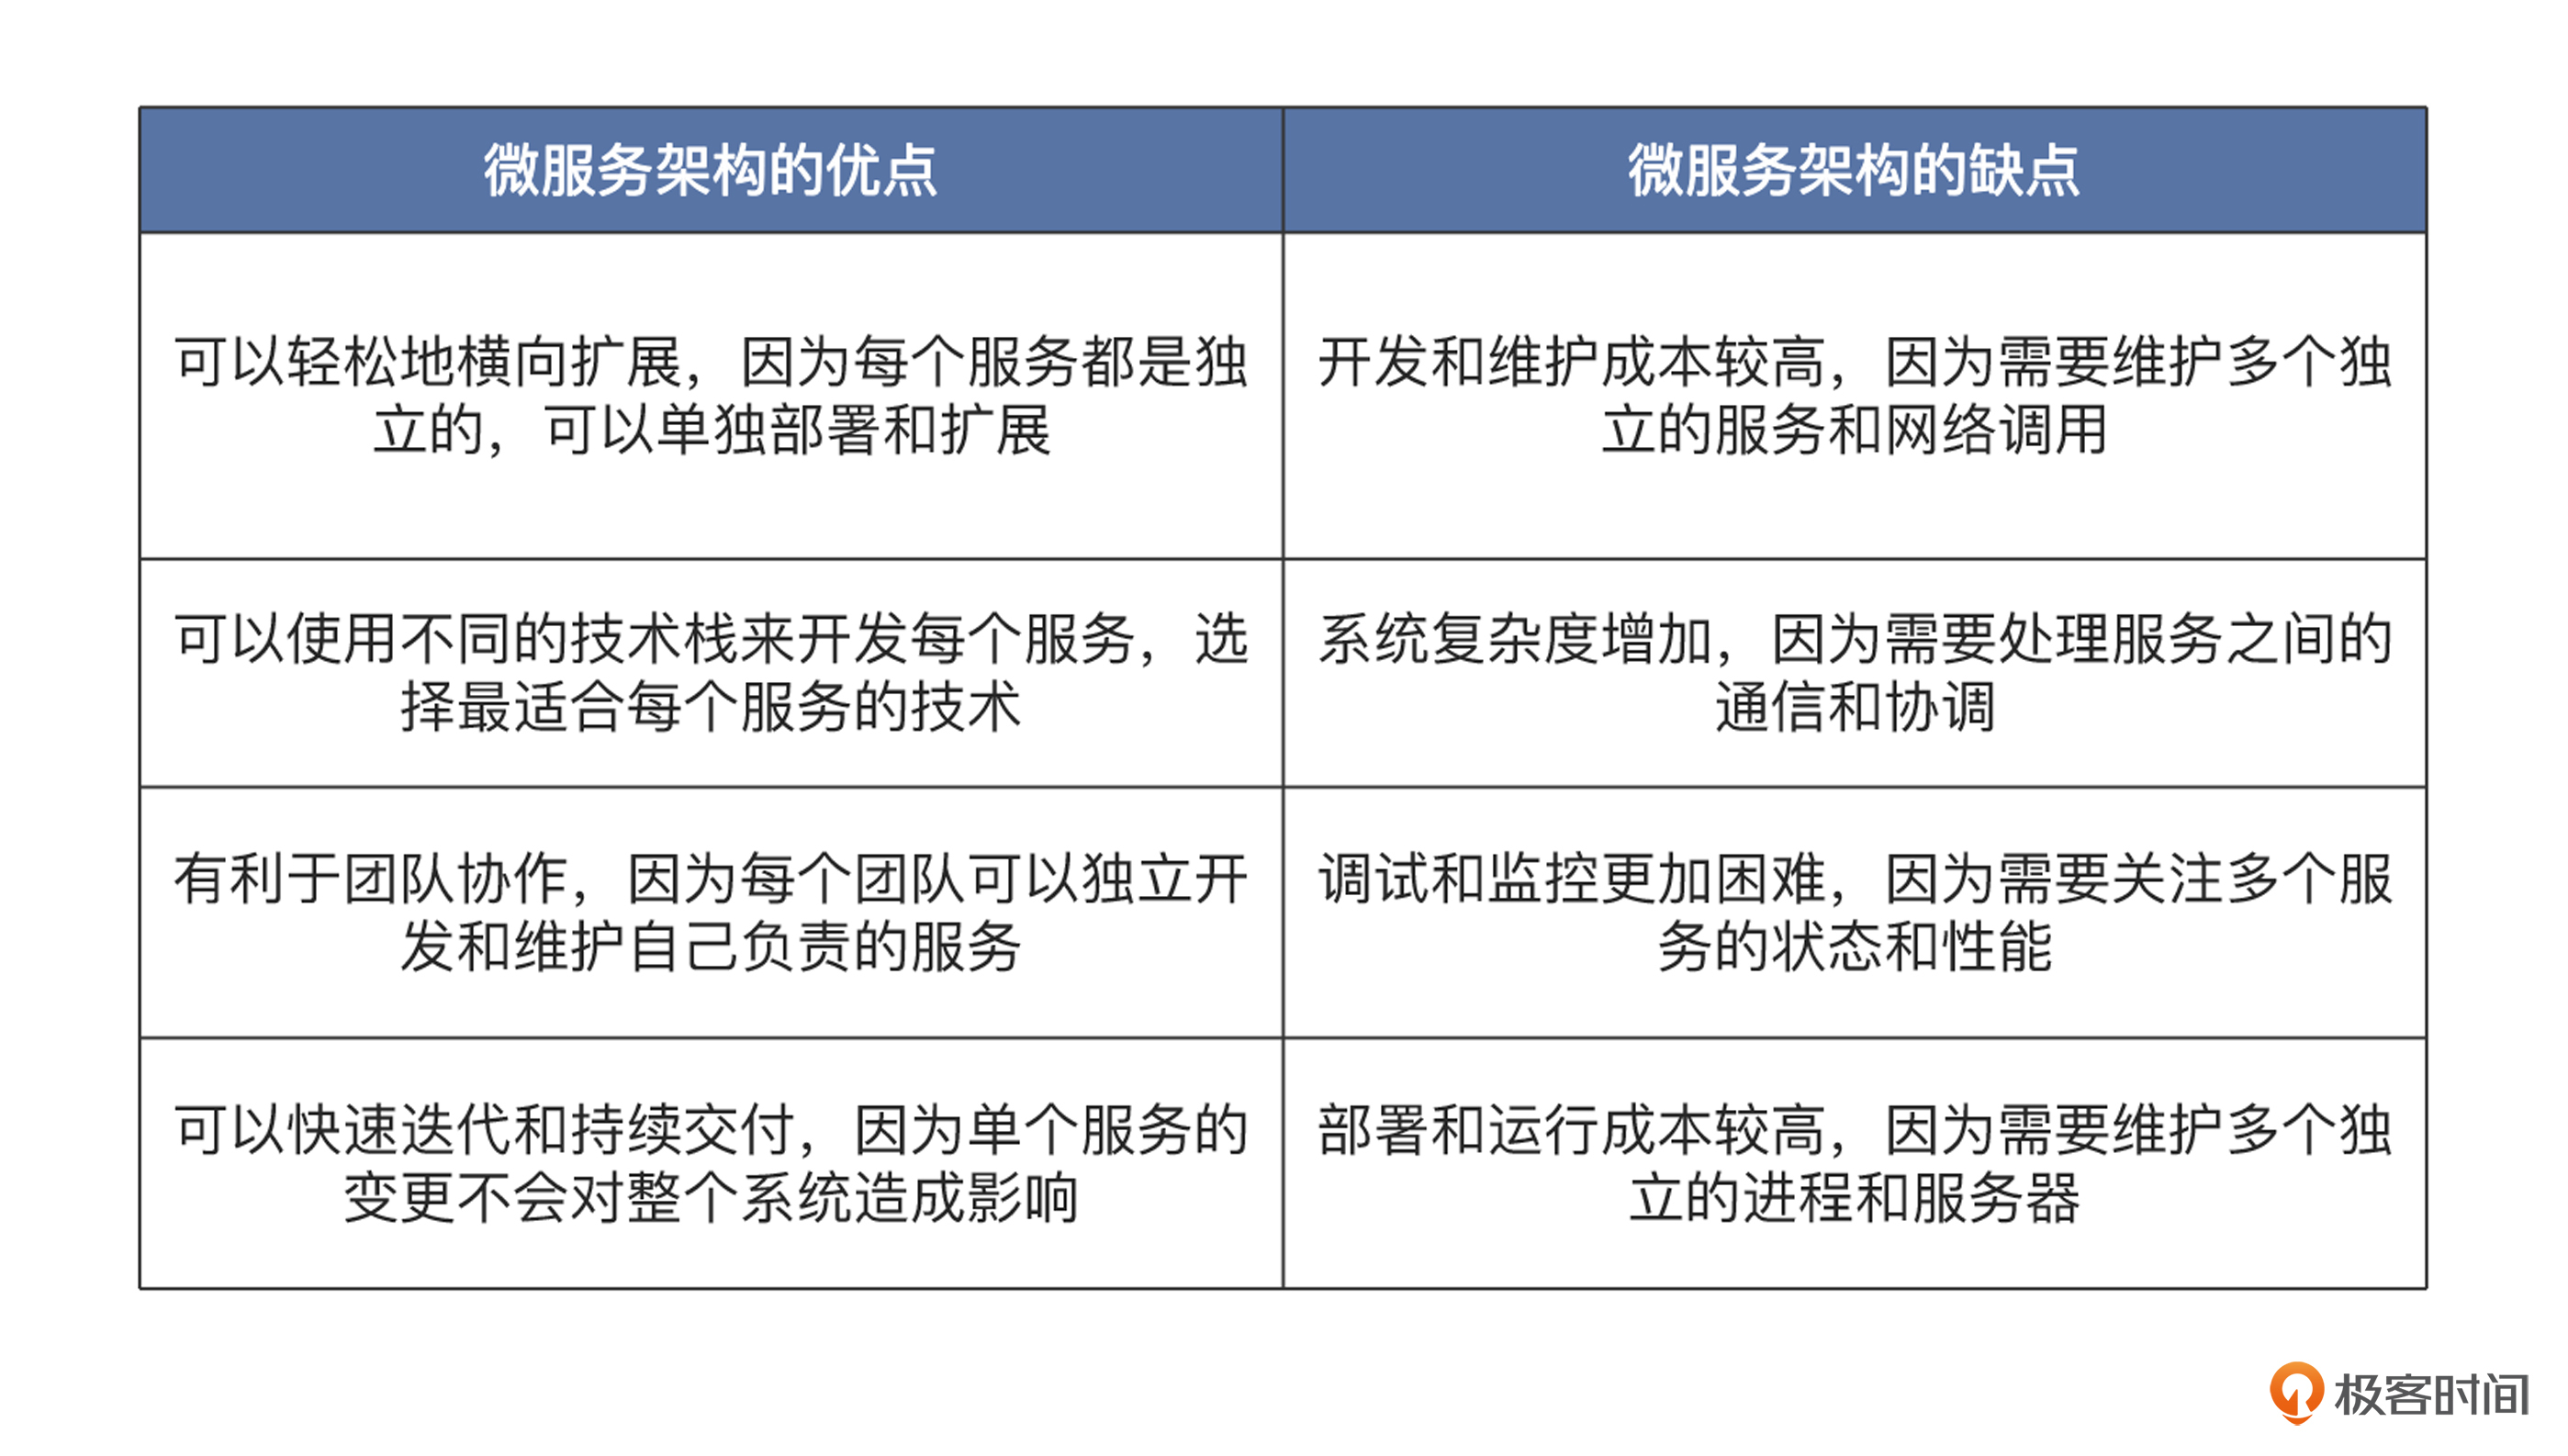 微服务架构的优点
微服务架构的缺点
可以轻松地横向扩展，因为每个服务都是独
立的，可以单独部署和扩展
开发和维护成本较高，因为需要维护多个独
立的服务和网络调用
可以使用不同的技术栈来开发每个服务，选
择最适合每个服务的技术
系统复杂度增加，因为需要处理服务之间的
通信和协调
有利于团队协作，因为每个团队可以独立开
发和维护自己负责的服务
调试和监控更加困难，因为需要关注多个服
务的状态和性能
可以快速迭代和持续交付，因为单个服务的
变更不会对整个系统造成影响
部署和运行成本较高，因为需要维护多个独
立的进程和服务器
极客时间